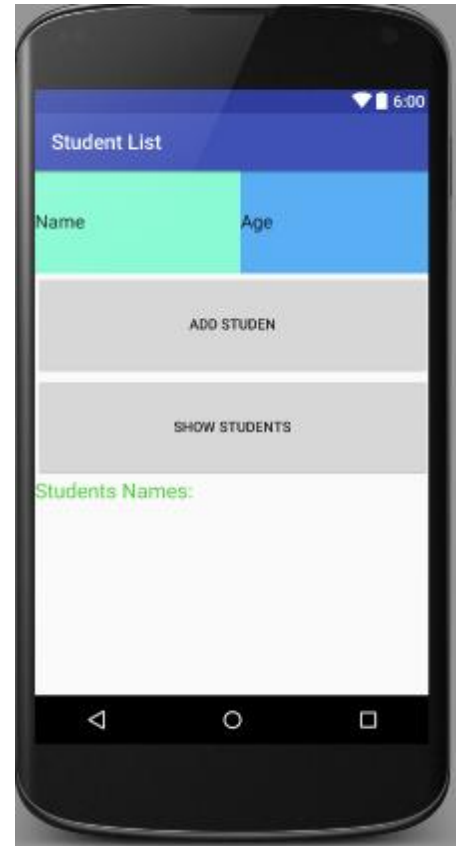 6:00
Student List
Name Age
ADD STUDEN
SHOW STUDENTS
Students Names: